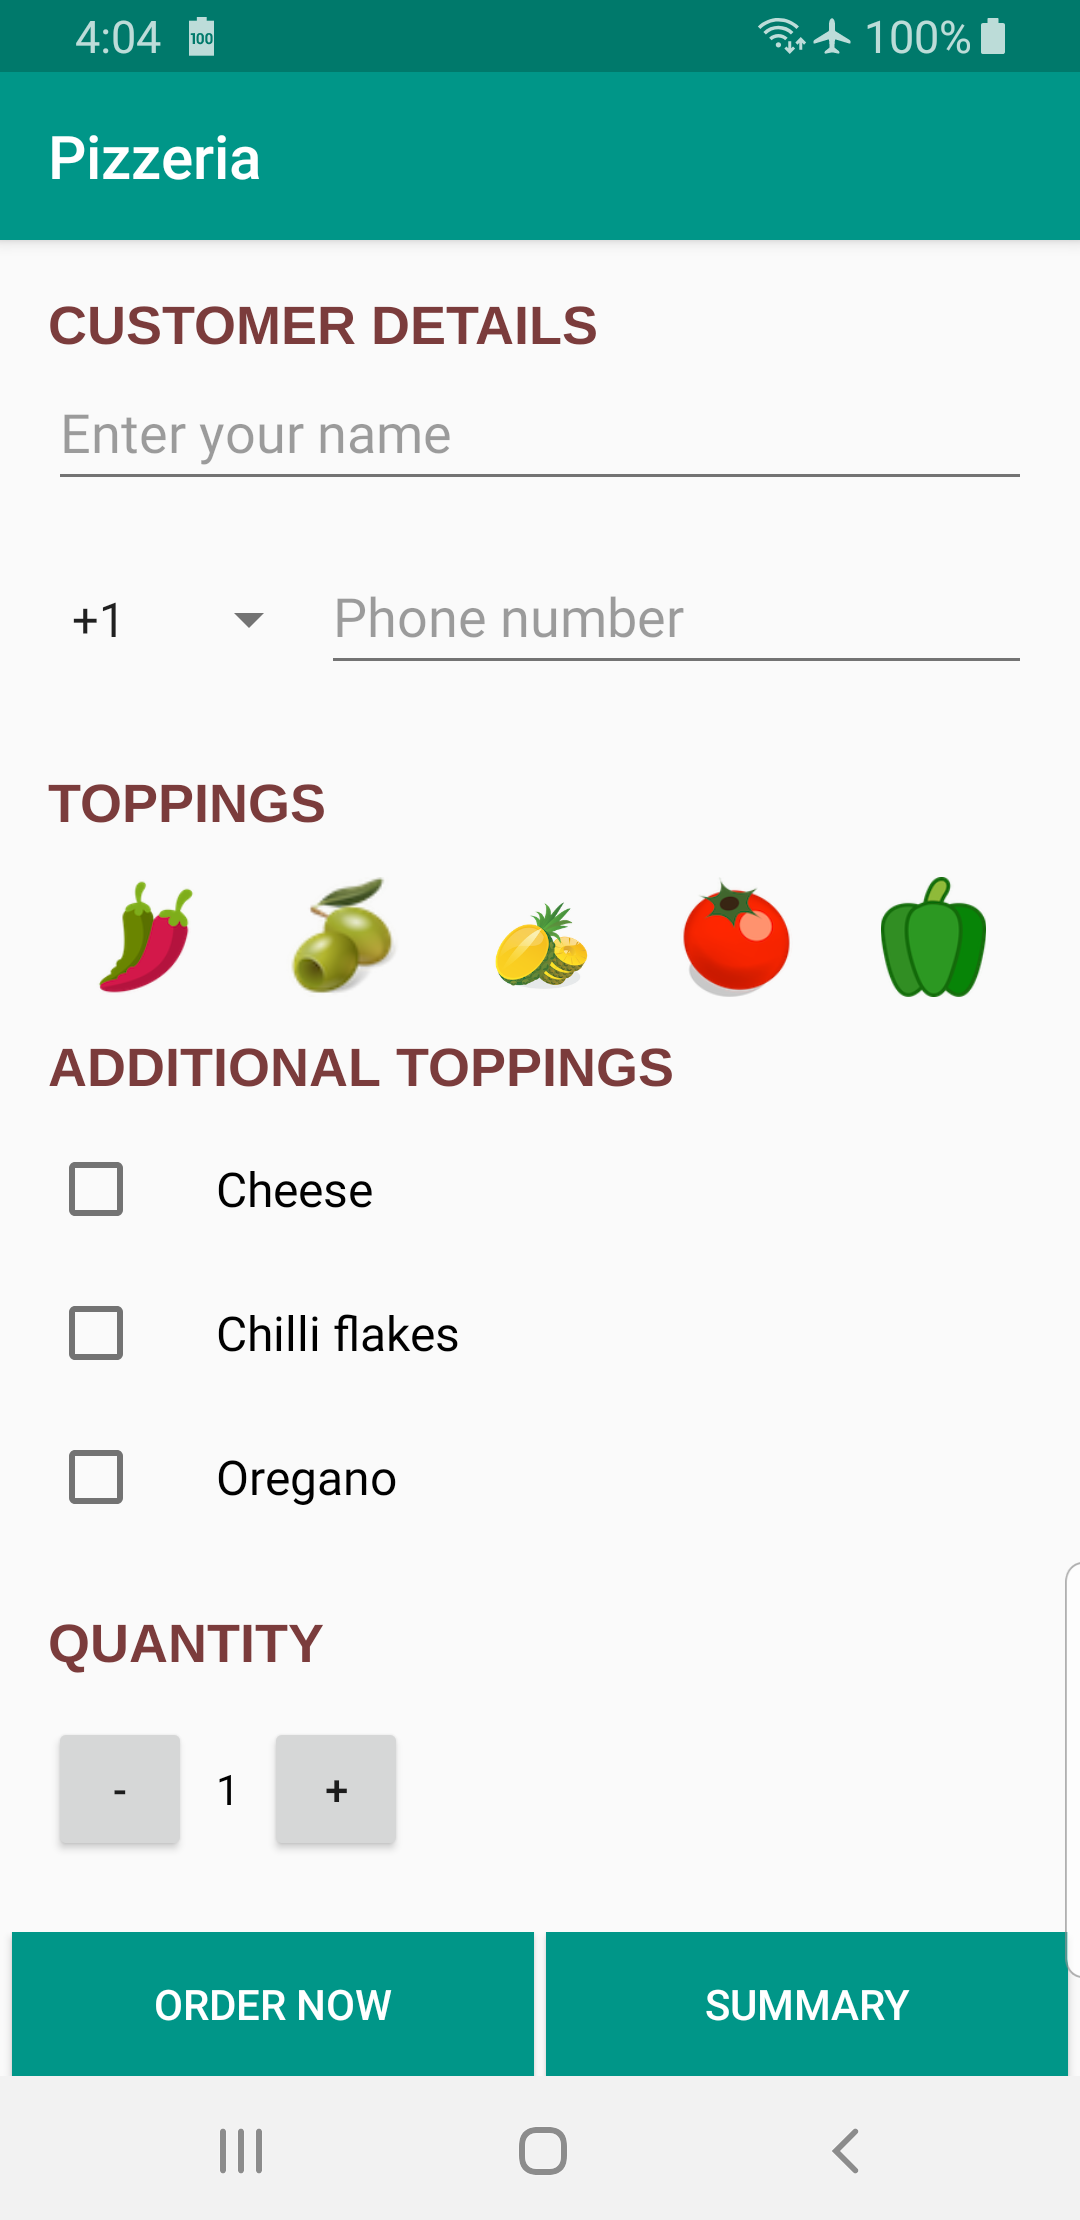 4:04 100 100%
Pizzeria
CUSTOMER DETAILS
Enter your name
+1 Phone number
TOPPINGS
ADDITIONAL TOPPINGS
Cheese
Chilli flakes
Oregano
QUANTITY
- 1 +
ORDER NOW SUMMARY